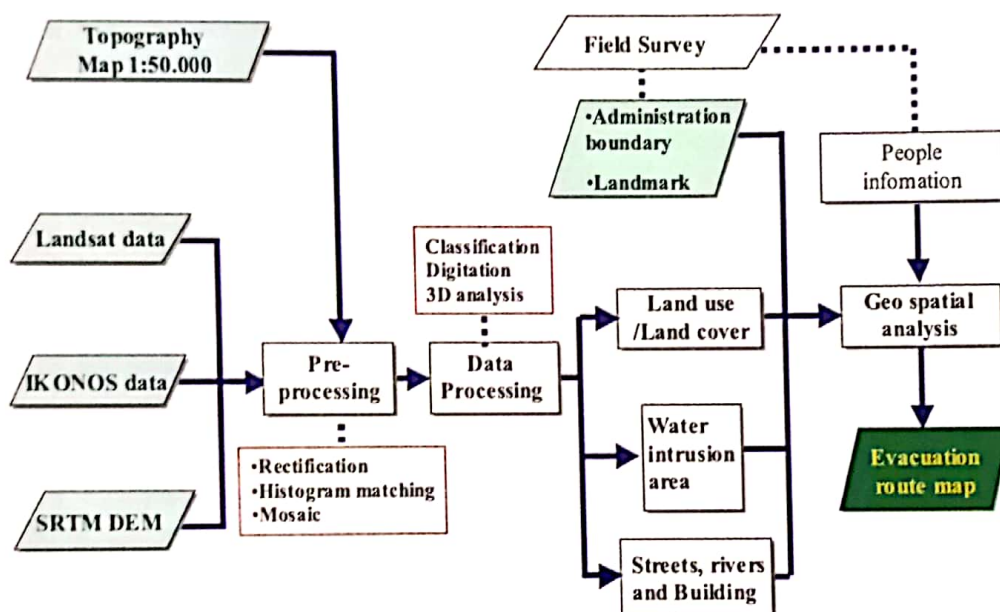 Topography
Map 1:50.000
Field Survey
•Administration
boundary
•Landmark
People
infomation
Landsat data
Classification
Digitation
3D analysis
Land use
/Land cover
Geo spatial
analysis
IKONOS data
Pre-
processing
Data
Processing
•Rectification
•Histogram matching
•Mosaic
Water
intrusion
area
Evacuation
route map
SRTM DEM
Streets, rivers
and Building